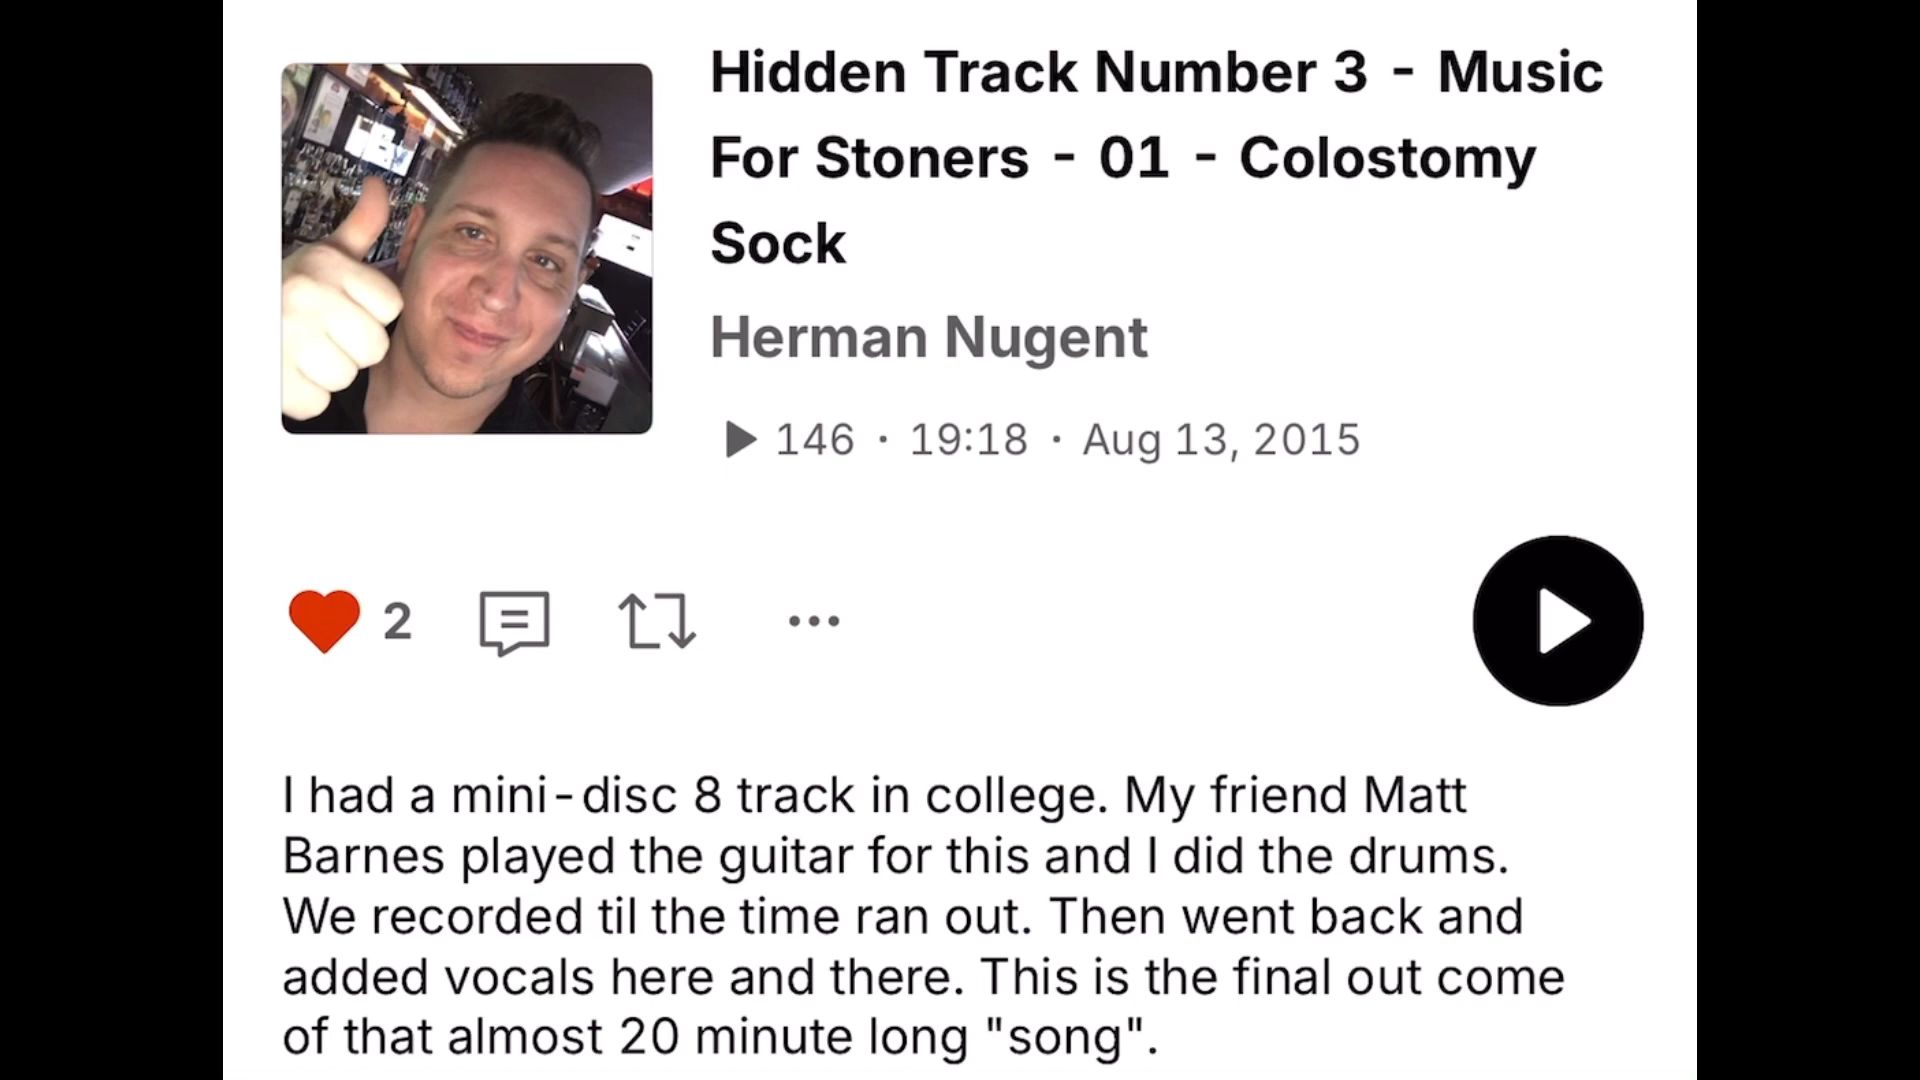 Hidden Track Number 3 - Music
For Stoners - 01 - Colostomy
Sock
Herman Nugent
146 · 19:18 · Aug 13, 2015
2
I had a mini-disc 8 track in college. My friend Matt
Barnes played the guitar for this and I did the drums.
We recorded til the time ran out. Then went back and
added vocals here and there. This is the final out come
of that almost 20 minute long "song".